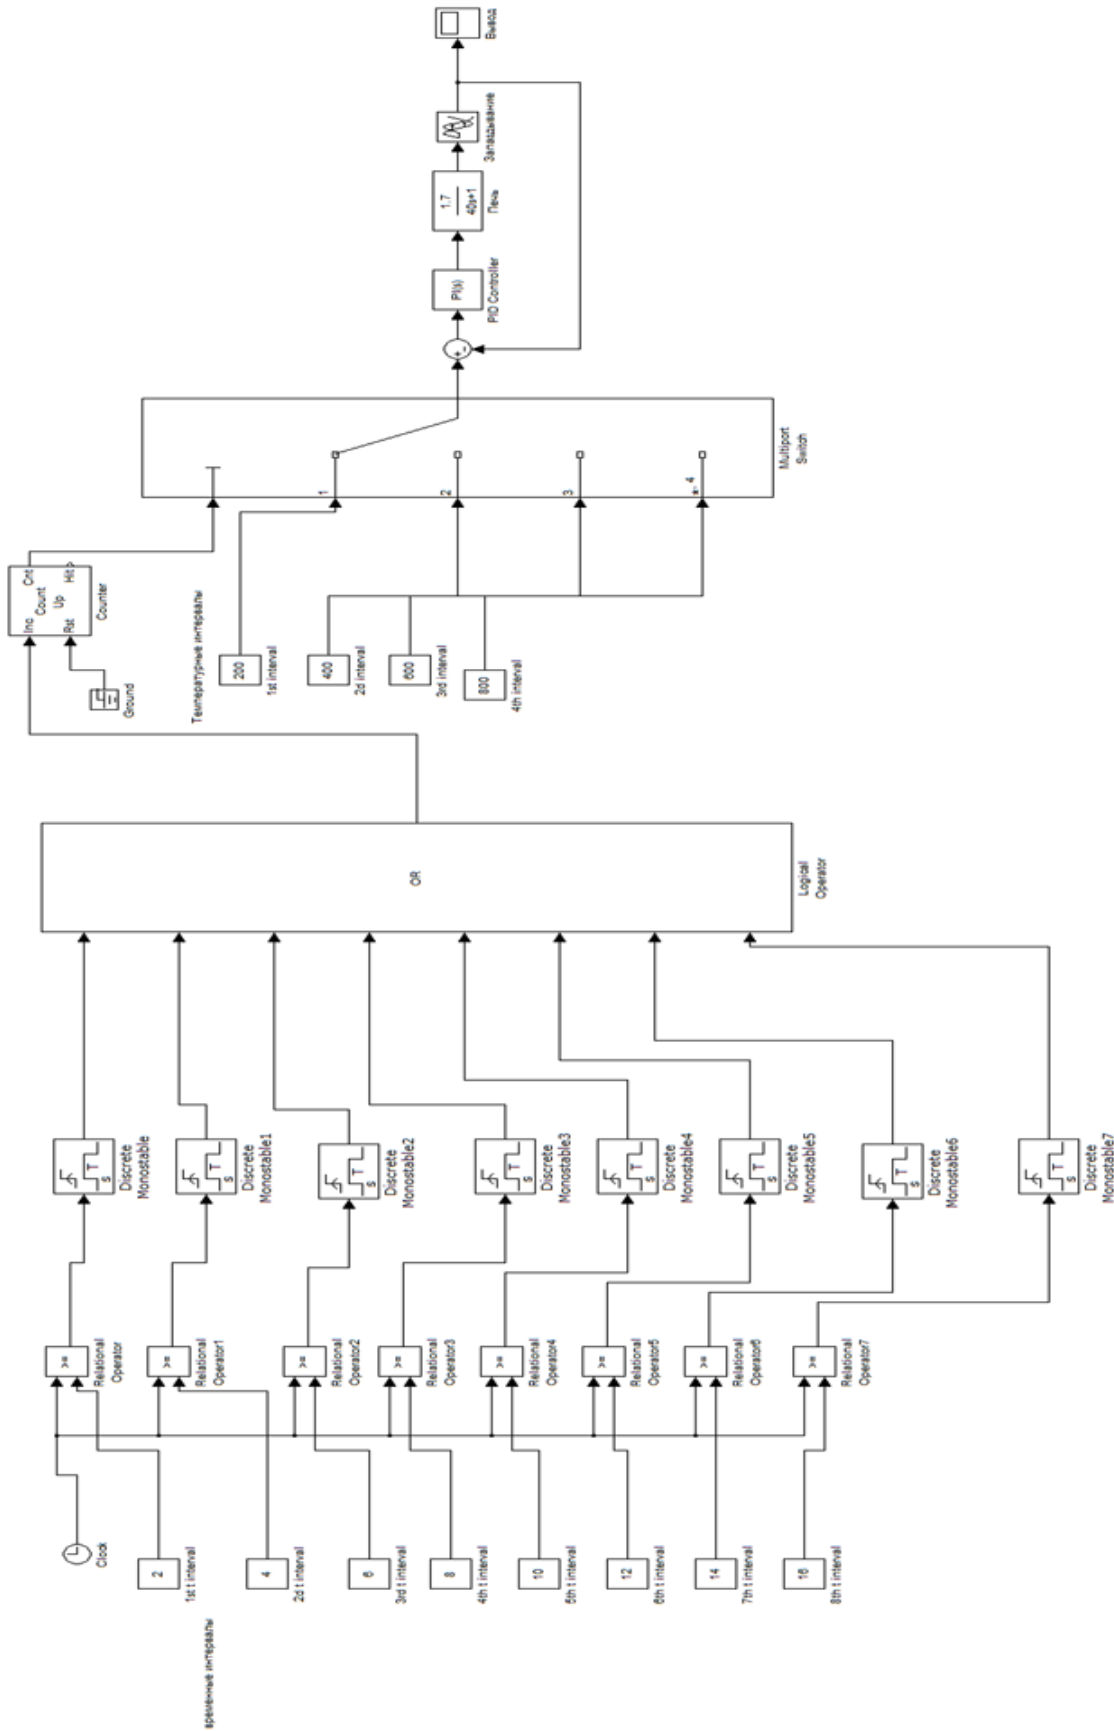 временные интервалы
Clock
2
1st t interval
4
2d t interval
6
3rd t interval
8
4th t interval
10
5th t interval
12
6th t interval
14
7th t interval
16
8th t interval
>=
Relational
Operator
>=
Relational
Operator1
>=
Relational
Operator2
>=
Relational
Operator3
>=
Relational
Operator4
>=
Relational
Operator5
>=
Relational
Operator6
>=
Relational
Operator7
S T
Discrete
Monostable
S T
Discrete
Monostable1
S T
Discrete
Monostable2
S T
Discrete
Monostable3
S T
Discrete
Monostable4
S T
Discrete
Monostable5
S T
Discrete
Monostable6
S T
Discrete
Monostable7
OR
Logical
Operator
Ground
Inc
Cnt
Count
Up
Rst
Hit
Counter
Температурные интервалы
200
1st interval
400
2d interval
600
3rd interval
800
4th interval
1
2
3
*, 4
Multiport
Switch
+
-
PI(s)
PID Controller
1.7
40s+1
Печь
Запаздывание
Вывод